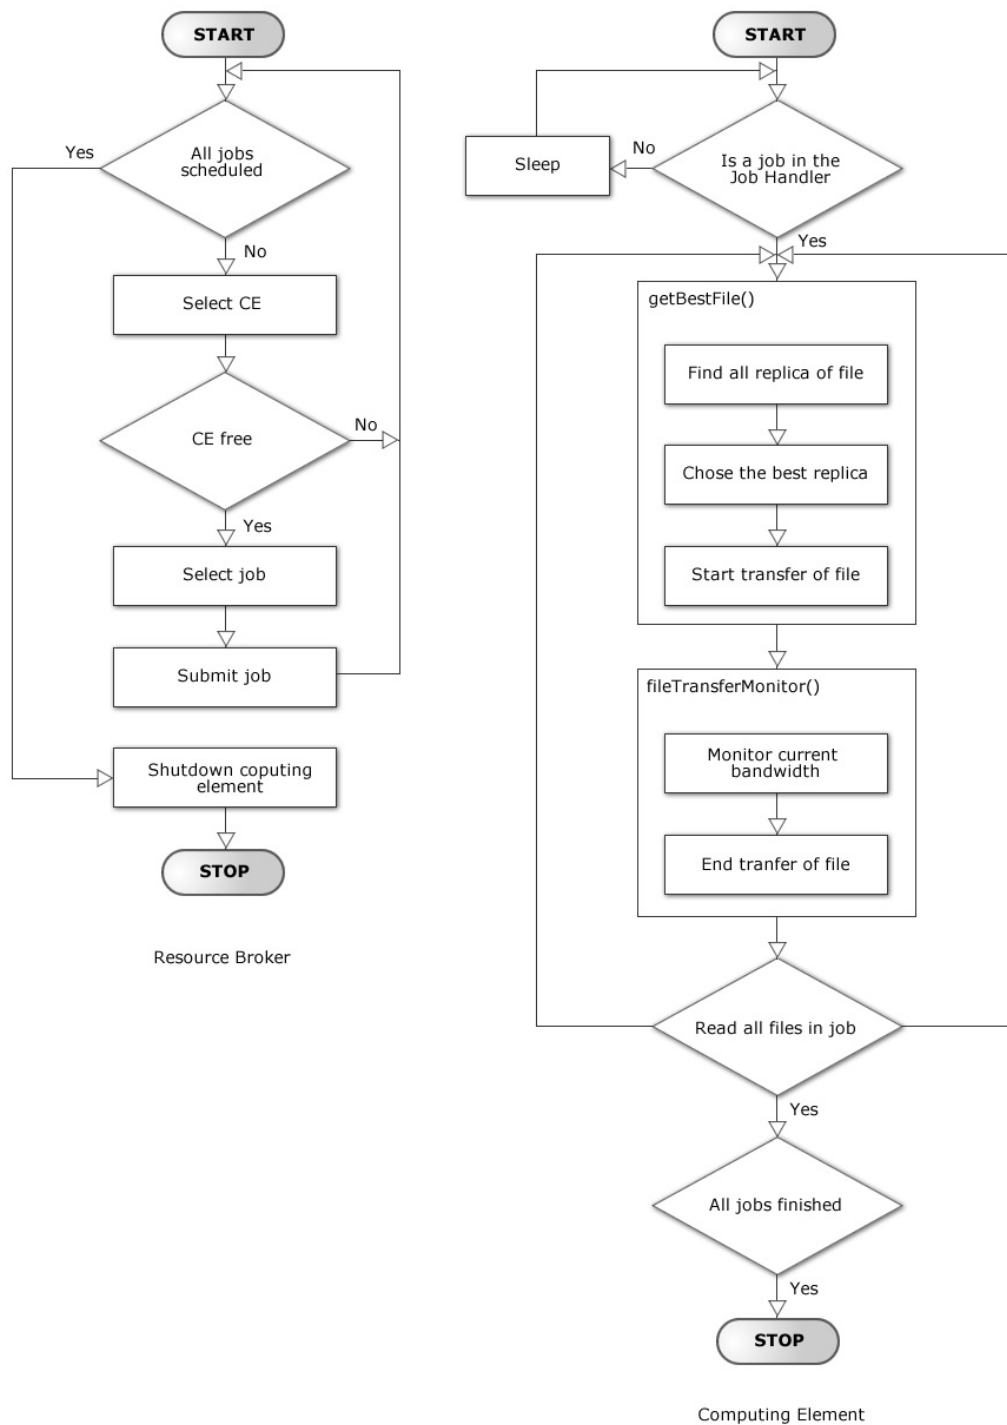 START
Yes
All jobs
scheduled
No
Select CE
CE free
No
Yes
Select job
Submit job
Shutdown coputing
element
STOP
Resource Broker
START
Sleep
No
Is a job in the
Job Handler
Yes
getBestFile()
Find all replica of file
Chose the best replica
Start transfer of file
fileTransferMonitor()
Monitor current
bandwidth
End tranfer of file
Read all files in job
Yes
All jobs finished
Yes
STOP
Computing Element